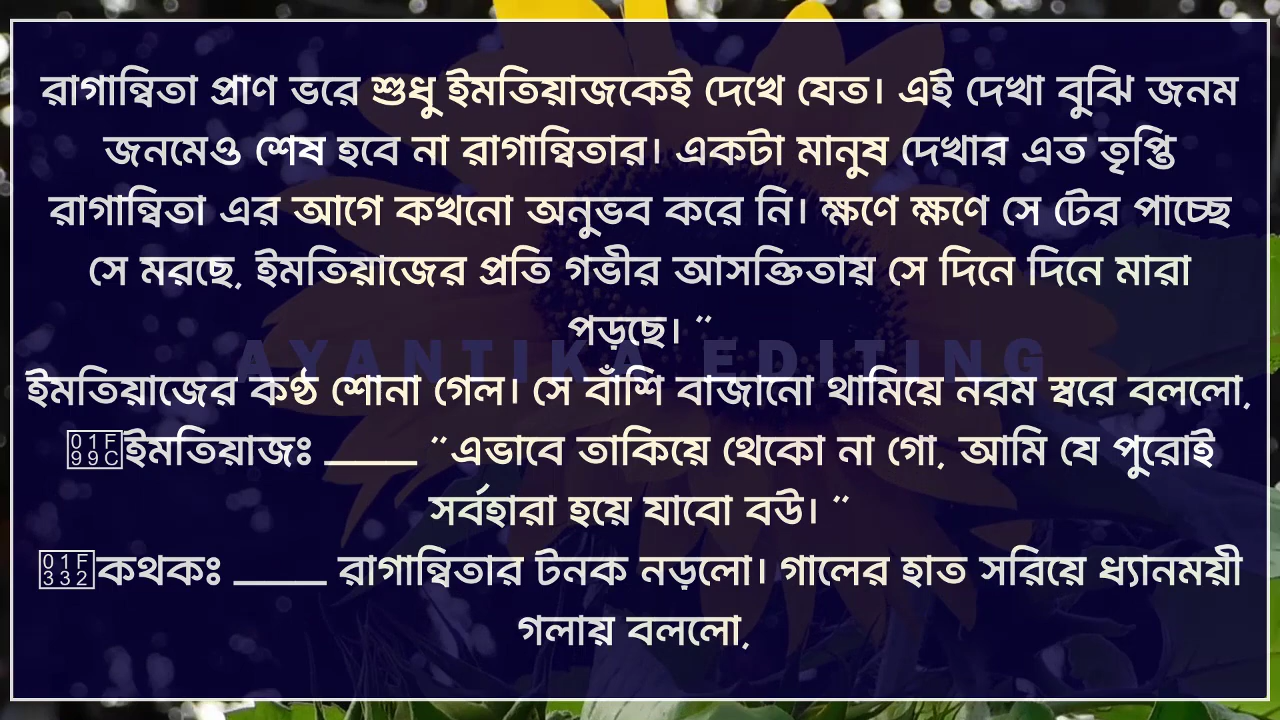 রাগান্বিতা প্রাণ ভরে শুধু ইমতিয়াজকেই দেখে যেত। এই দেখা বুঝি জনম
জনমেও শেষ হবে না রাগান্বিতার। একটা মানুষ দেখার এত তৃপ্তি
রাগান্বিতা এর আগে কখনো অনুভব করে নি। ক্ষণে ক্ষণে সে টের পাচ্ছে
সে মরছে, ইমতিয়াজের প্রতি গভীর আসক্তিতায় সে দিনে দিনে মারা
পড়ছে। ”
AYANTIKA EDITING
ইমতিয়াজের কণ্ঠ শোনা গেল। সে বাঁশি বাজানো থামিয়ে নরম স্বরে বললো,
🦼ইমতিয়াজঃ ____ “এভাবে তাকিয়ে থেকো না গো, আমি যে পুরোই
সর্বহারা হয়ে যাবো বউ। ”
🌲কথকঃ ____ রাগান্বিতার টনক নড়লো। গালের হাত সরিয়ে ধ্যানময়ী
গলায় বললো,